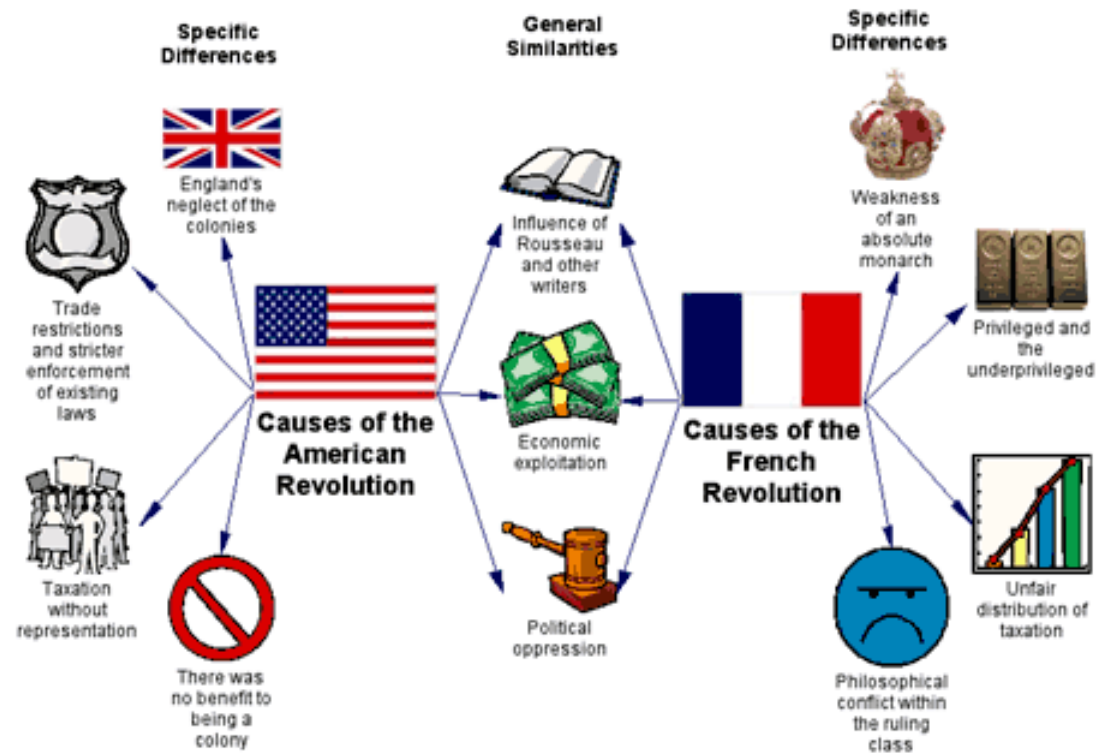 Specific
Differences
General
Similarities
Specific
Differences
England's
neglect of the
colonies
Trade
restrictions
and stricter
enforcement
of existing
laws
Taxation
without
representation
There was
no benefit to
being a
colony
Causes of the
American
Revolution
Influence of
Rousseau
and other
writers
Economic
exploitation
Political
oppression
Causes of the
French
Revolution
Weakness
of an
absolute
monarch
Privileged and
the
underprivileged
Unfair
distribution of
taxation
Philosophical
conflict within
the ruling
class